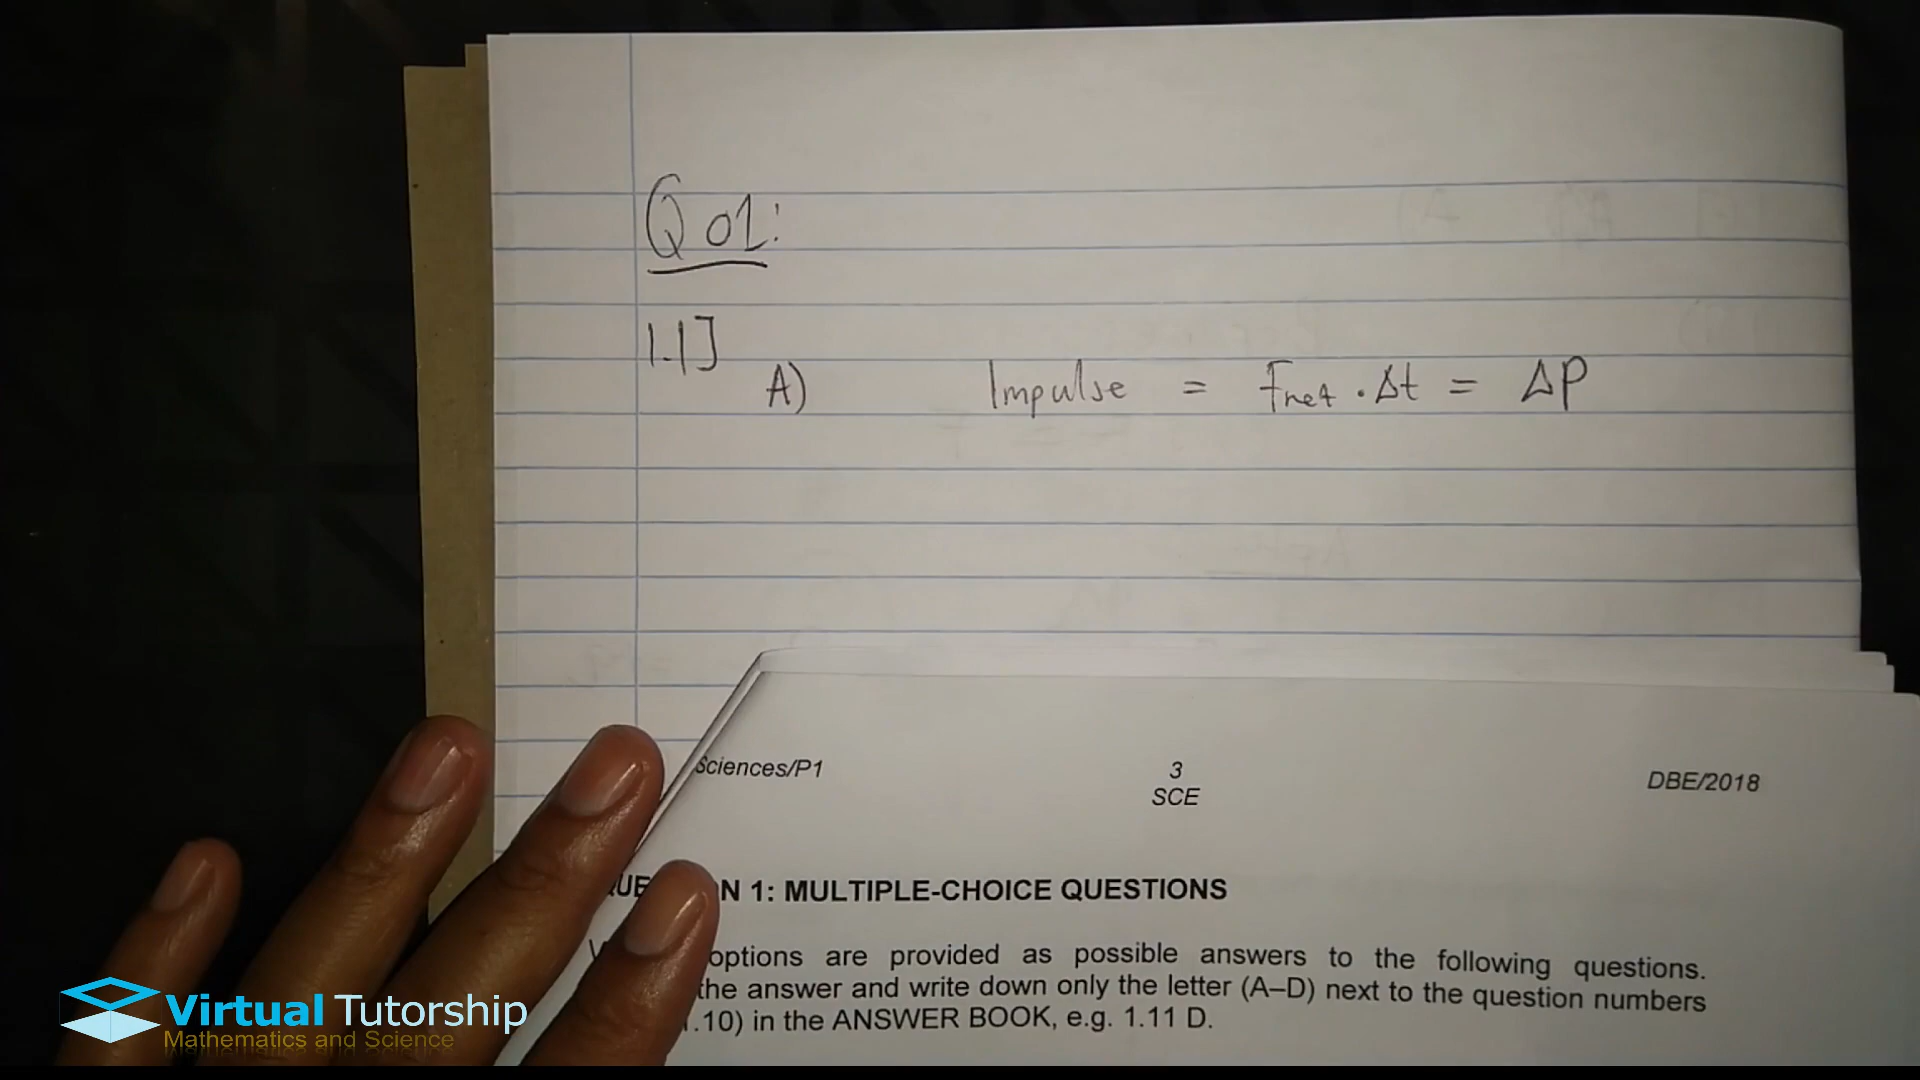 Q 01:
1.1]
A) Impulse = Fnet . Δt = ΔP
Sciences/P1 3 DBE/2018
SCE
N 1: MULTIPLE-CHOICE QUESTIONS
options are provided as possible answers to the following questions.
the answer and write down only the letter (A–D) next to the question numbers
.10) in the ANSWER BOOK, e.g. 1.11 D.
Virtual Tutorship
Mathematics and Science